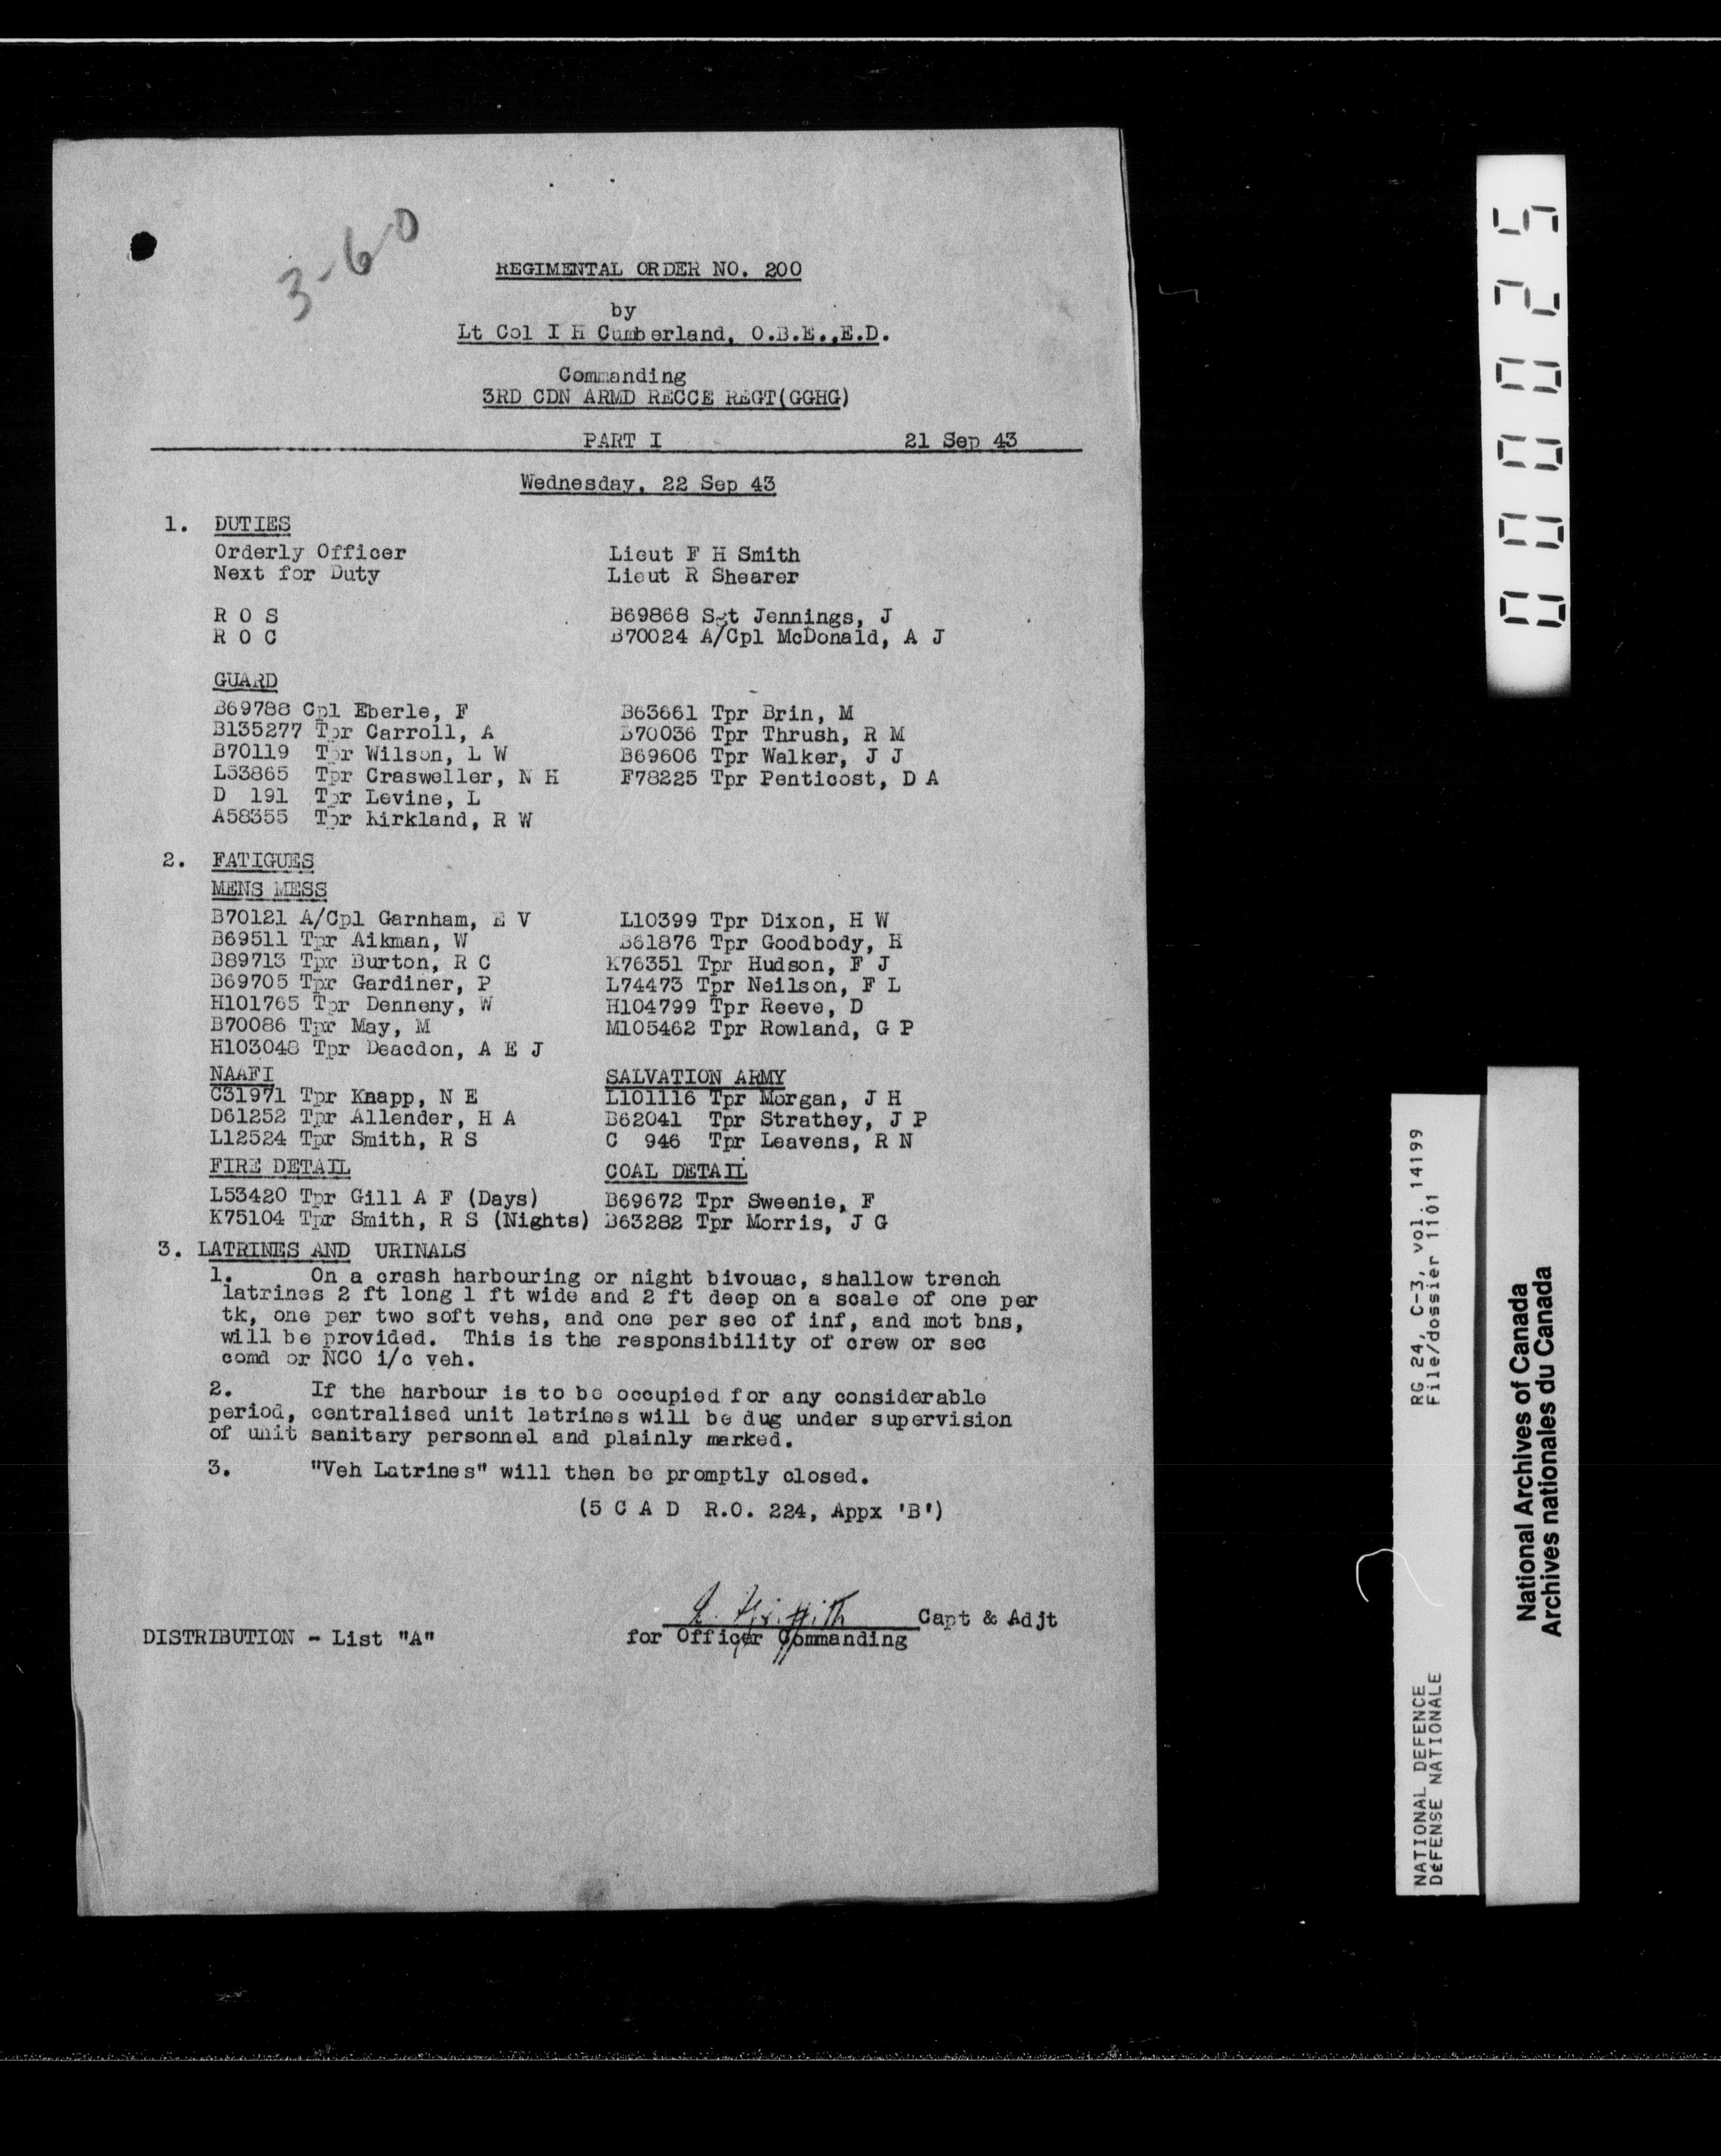 3-60
REGIMENTAL ORDER NO. 200
by
Lt Col I H Cumberland, O.B.E.,E.D.
Commanding
3RD CDN ARMD RECCE REGT(GGHG)
PART I 21 Sep 43
Wednesday, 22 Sep 43
1. DUTIES
Orderly Officer Lieut F H Smith
Next for Duty Lieut R Shearer
R O S B69868 Sgt Jennings, J
R O C B70024 A/Cpl McDonald, A J
GUARD
B69788 Cpl Eberle, F B63661 Tpr Brin, M
B135277 Tpr Carroll, A B70036 Tpr Thrush, R M
B70119 Tpr Wilson, L W B69606 Tpr Walker, J J
L53865 Tpr Crasweller, N H F78225 Tpr Penticost, D A
D 191 Tpr Levine, L
A58355 Tpr Kirkland, R W
2. FATIGUES
MENS MESS
B70121 A/Cpl Garnham, E V L10399 Tpr Dixon, H W
B69511 Tpr Aikman, W B61876 Tpr Goodbody, H
B89713 Tpr Burton, R C K76351 Tpr Hudson, F J
B69705 Tpr Gardiner, P L74473 Tpr Neilson, F L
H101765 Tpr Denneny, W H104799 Tpr Reeve, D
B70086 Tpr May, M M105462 Tpr Rowland, G P
H103048 Tpr Deacdon, A E J
NAAFI SALVATION ARMY
C31971 Tpr Knapp, N E L101116 Tpr Morgan, J H
D61252 Tpr Allender, H A B62041 Tpr Strathey, J P
L12524 Tpr Smith, R S C 946 Tpr Leavens, R N
FIRE DETAIL COAL DETAIL
L53420 Tpr Gill A F (Days) B69672 Tpr Sweenie, F
K75104 Tpr Smith, R S (Nights) B63282 Tpr Morris, J G
3. LATRINES AND URINALS
1. On a crash harbouring or night bivouac, shallow trench
latrines 2 ft long 1 ft wide and 2 ft deep on a scale of one per
tk, one per two soft vehs, and one per sec of inf, and mot bns,
will be provided. This is the responsibility of crew or sec
comd or NCO i/c veh.
2. If the harbour is to be occupied for any considerable
period, centralised unit latrines will be dug under supervision
of unit sanitary personnel and plainly marked.
3. "Veh Latrines" will then be promptly closed.
(5 C A D R.O. 224, Appx 'B')
Capt & Adjt
DISTRIBUTION - List "A" for Officer Commanding
000025
RG 24, C-3, vol. 14199
File/dossier 1101
NATIONAL DEFENCE
DÉFENSE NATIONALE
National Archives of Canada
Archives nationales du Canada